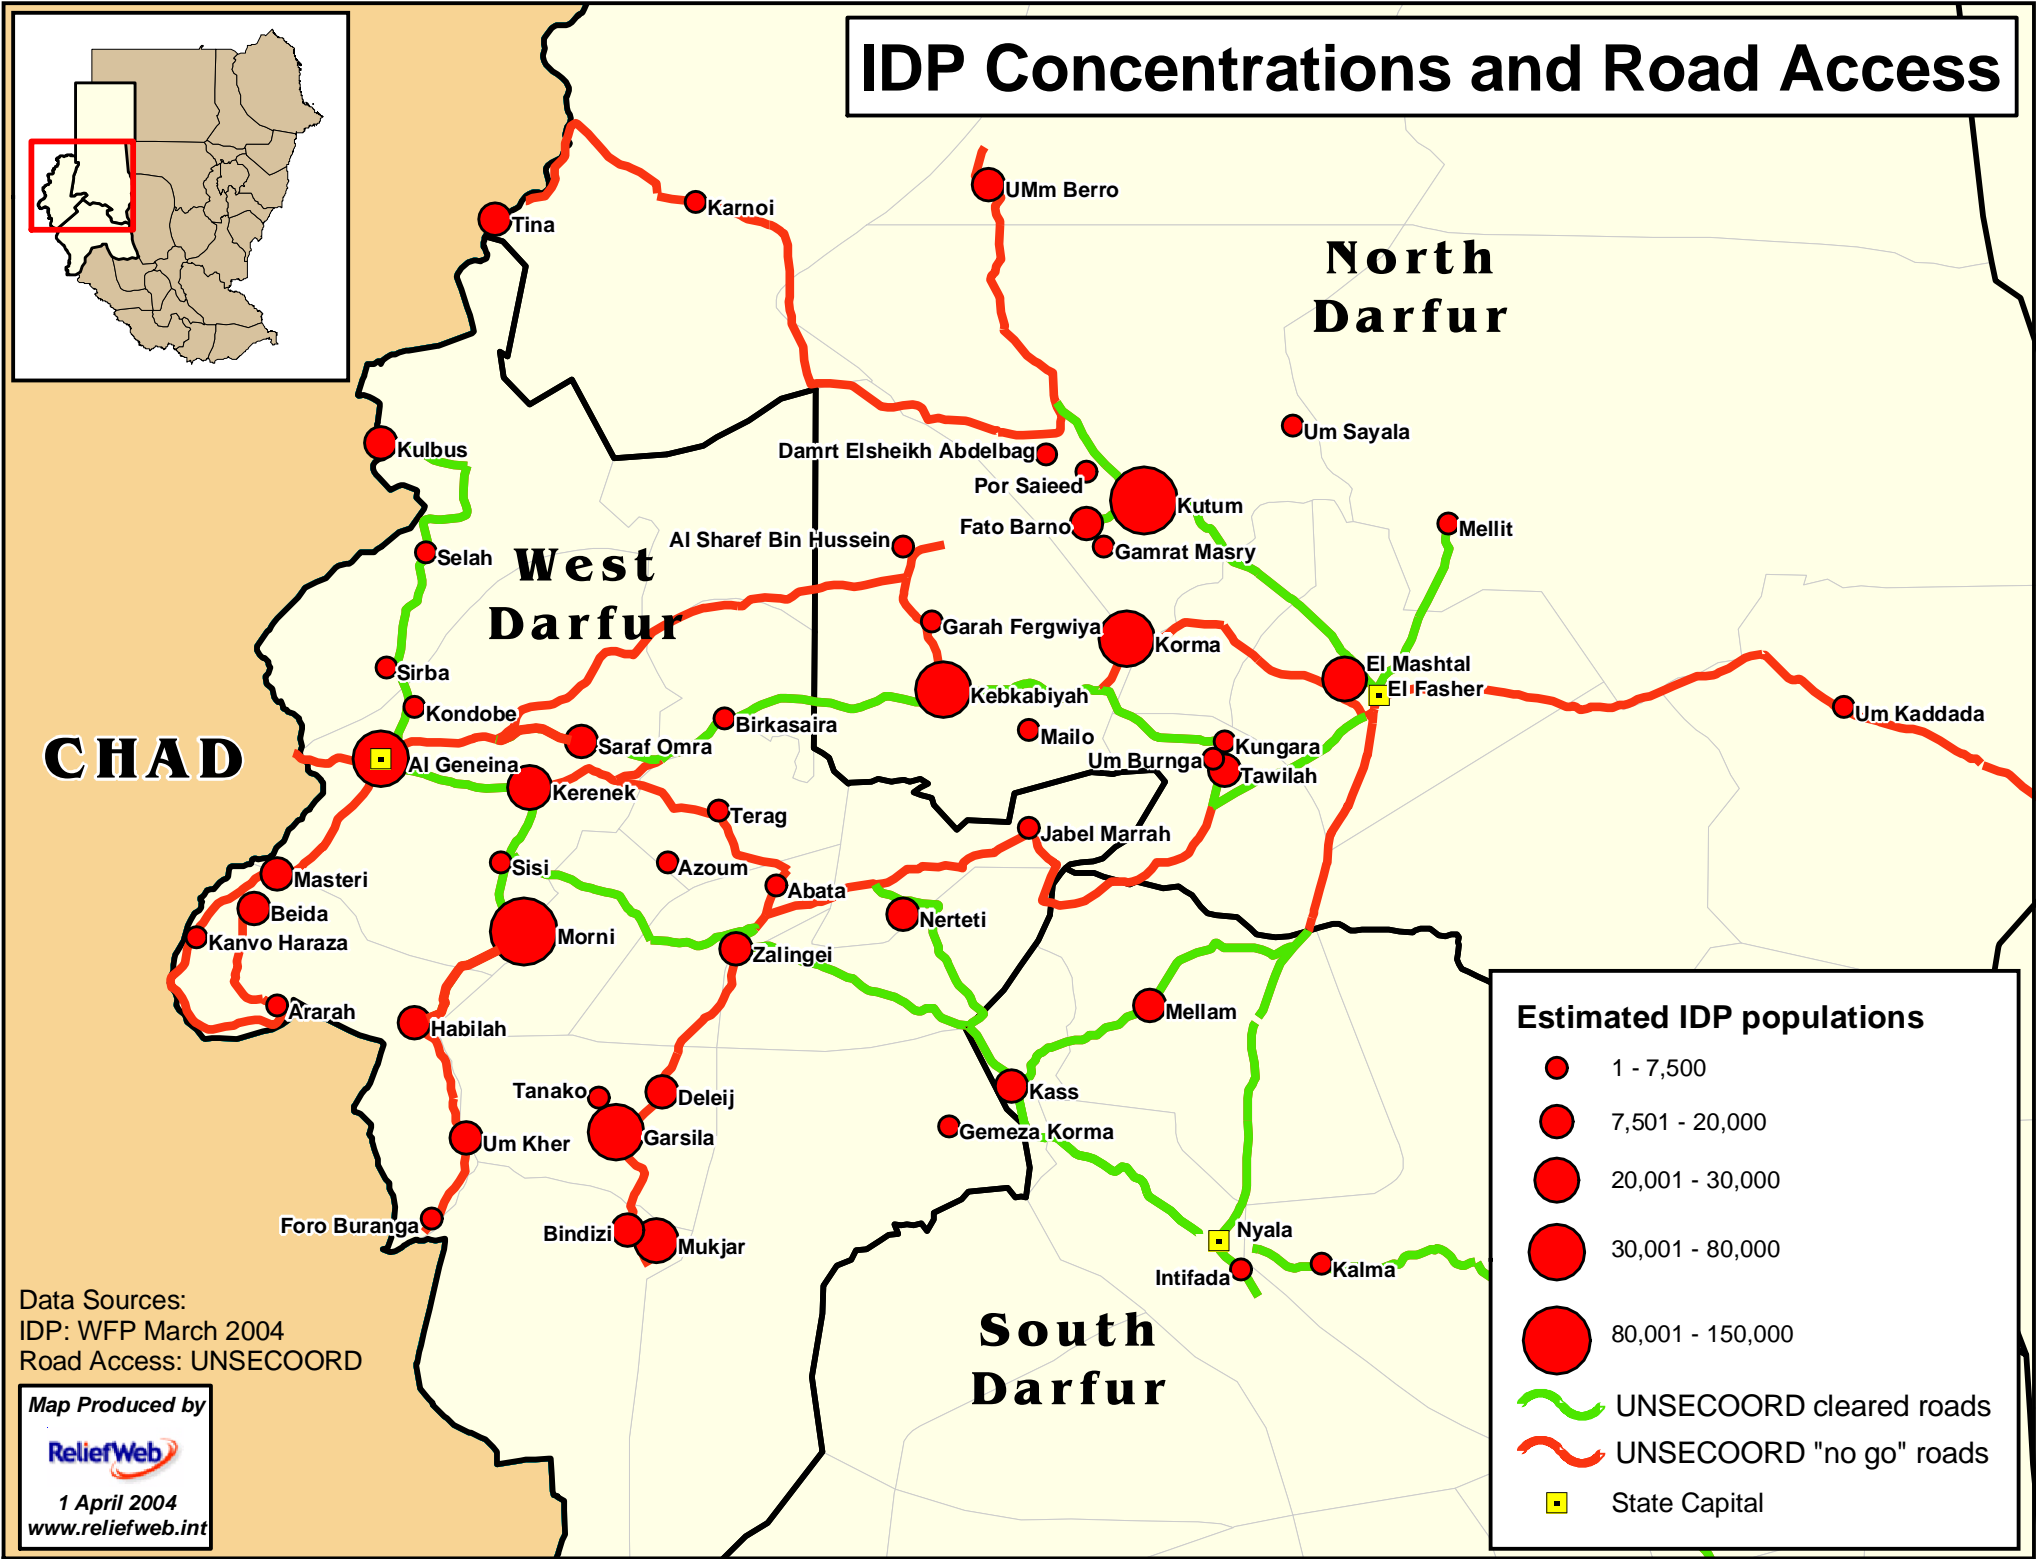 IDP Concentrations and Road Access
UMm Berro
Karnoi
Tina
North
Darfur
Um Sayala
Kulbus
Damrt Elsheikh Abdelbag
Por Saieed
Kutum
Fato Barno
Mellit
Al Sharef Bin Hussein
Gamrat Masry
Selah
West
Darfur
Garah Fergwiya
Korma
El Mashtal
Sirba
El Fasher
Kebkabiyah
Kondobe
Um Kaddada
Birkasaira
Mailo
Saraf Omra
Kungara
CHAD
Al Geneina
Um Burnga
Tawilah
Kerenek
Terag
Jabel Marrah
Sisi
Azoum
Masteri
Abata
Beida
Nerteti
Morni
Kanvo Haraza
Zalingei
Ararah
Mellam
Habilah
Tanako
Deleij
Kass
Gemeza Korma
Um Kher
Garsila
Foro Buranga
Bindizi
Mukjar
Nyala
Intifada
Kalma
South
Darfur
Estimated IDP populations
1 - 7,500
7,501 - 20,000
20,001 - 30,000
30,001 - 80,000
80,001 - 150,000
UNSECOORD cleared roads
UNSECOORD "no go" roads
State Capital
Data Sources:
IDP: WFP March 2004
Road Access: UNSECOORD
Map Produced by
ReliefWeb
1 April 2004
www.reliefweb.int